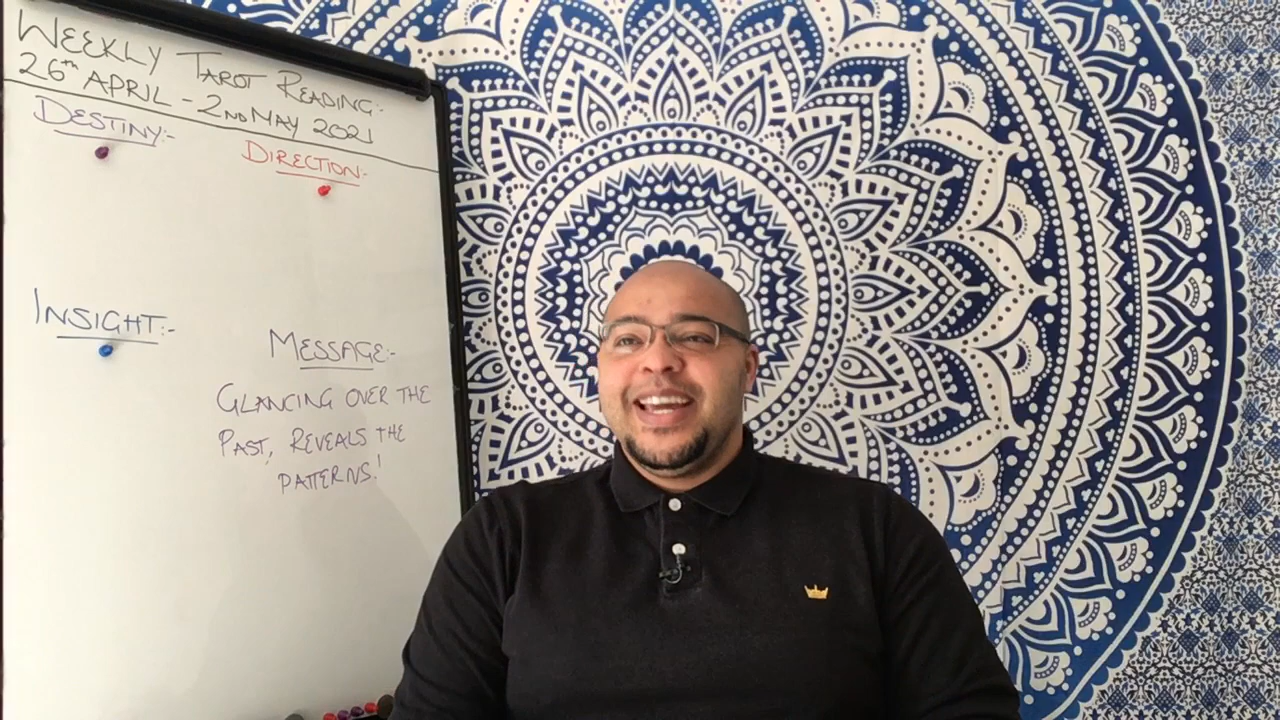 WEEKLY TAROT READING:-
26TH APRIL - 2ND MAY 2021
DESTINY:-
DIRECTION:-
INSIGHT:-
MESSAGE:-
GLANCING OVER THE
PAST, REVEALS THE
PATTERNS!